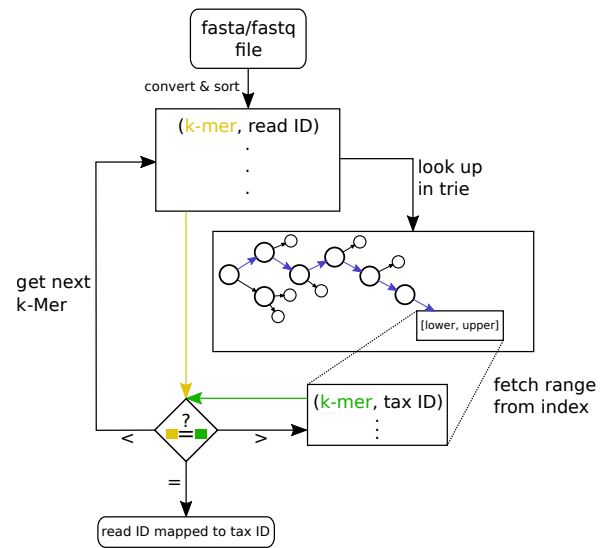 fasta/fastq
file
convert & sort
(k-mer, read ID)
.
.
.
look up
in trie
get next
k-Mer
[lower, upper]
fetch range
from index
(k-mer, tax ID)
.
.
.
?
=
<
>
=
read ID mapped to tax ID